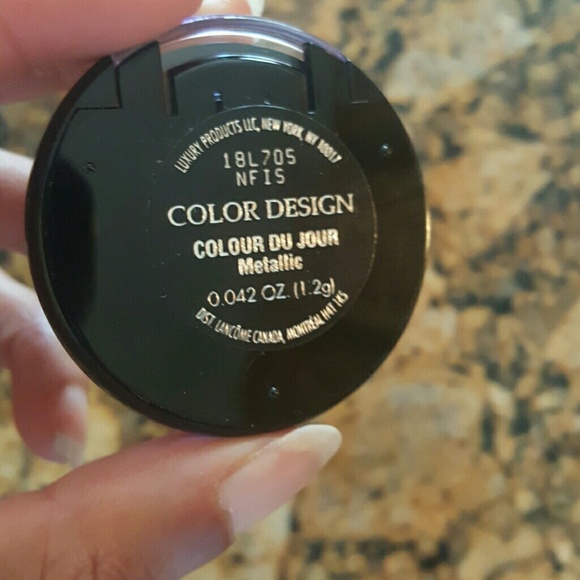 LUXURY PRODUCTS LLC, NEW YORK, NY 10017
18L705
NFIS
COLOR DESIGN
COLOUR DU JOUR
Metallic
0.042 OZ. (1.2g)
DIST. LANCÔME CANADA, MONTRÉAL H4T 1K5